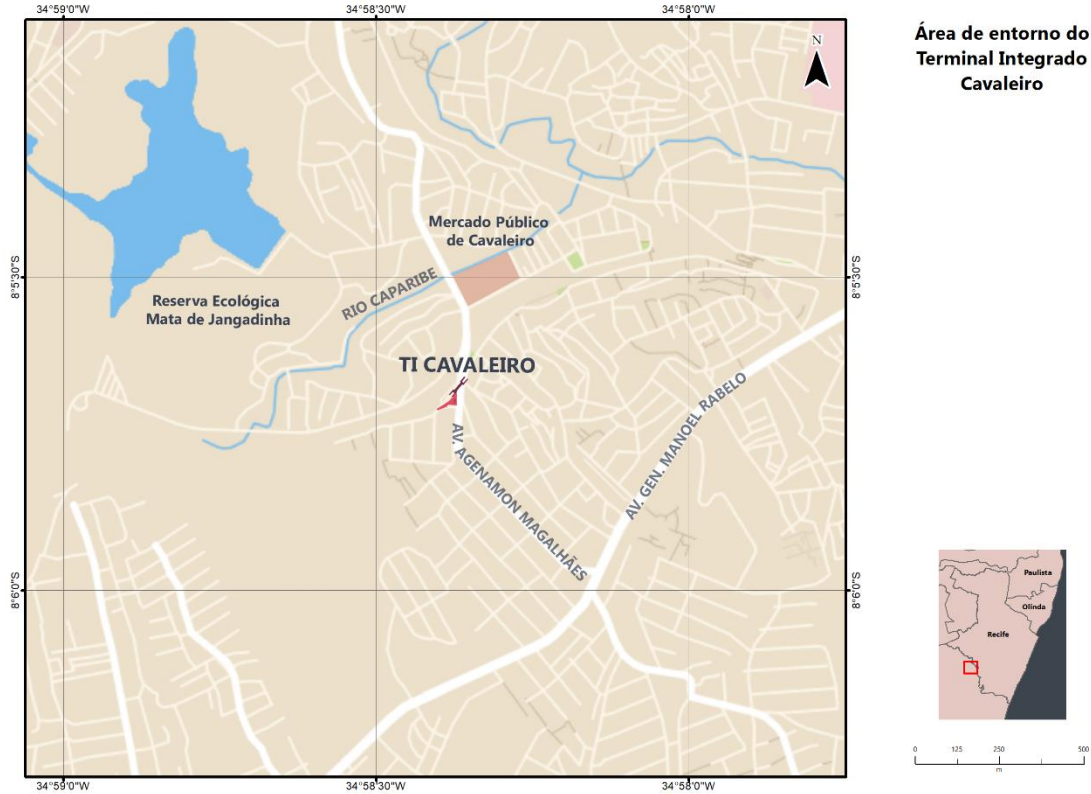 34°59'0"W
34°58'30"W
34°58'0"W
Área de entorno do
Terminal Integrado
Cavaleiro
N
Mercado Público
de Cavaleiro
8°5'30"S
8°5'30"S
RIO CAPARIBE
Reserva Ecológica
Mata de Jangadinha
TI CAVALEIRO
AV. GEN. MANOEL RABELO
AV. AGENAMON MAGALHÃES
8°6'0"S
8°6'0"S
Paulista
Olinda
Recife
0 125 250 500
m
34°59'0"W
34°58'30"W
34°58'0"W